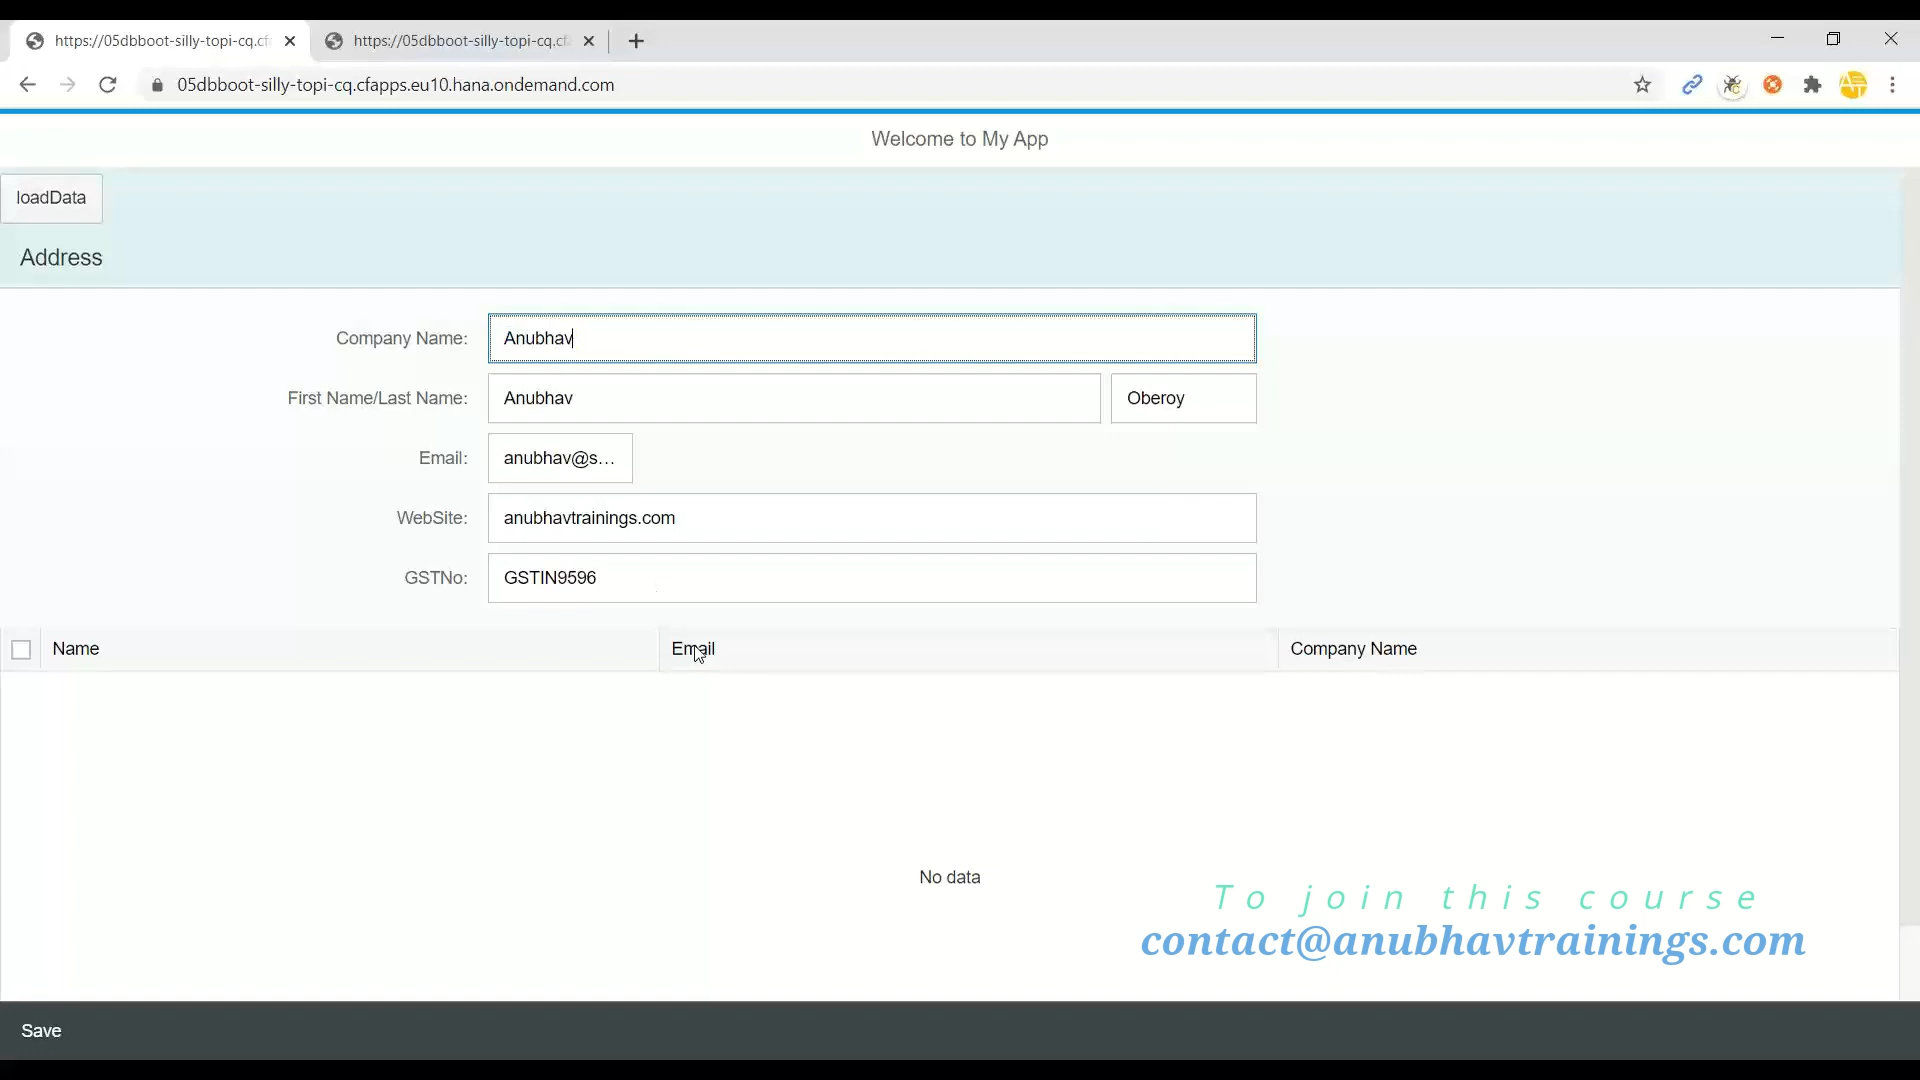 https://05dbboot-silly-topi-cq.cf
https://05dbboot-silly-topi-cq.cf
05dbboot-silly-topi-cq.cfapps.eu10.hana.ondemand.com
Welcome to My App
loadData
Address
Company Name: Anubhav
First Name/Last Name: Anubhav Oberoy
Email: anubhav@s...
WebSite: anubhavtrainings.com
GSTNo: GSTIN9596
Name Email Company Name
No data
To join this course
contact@anubhavtrainings.com
Save